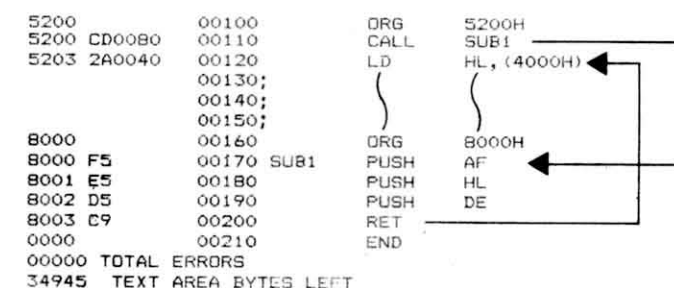 5200 00100 ORG 5200H
5200 CD0080 00110 CALL SUB1
5203 2A0040 00120 LD HL,(4000H)
00130;
00140;
00150;
8000 00160 ORG 8000H
8000 F5 00170 SUB1 PUSH AF
8001 E5 00180 PUSH HL
8002 D5 00190 PUSH DE
8003 C9 00200 RET
0000 00210 END
00000 TOTAL ERRORS
34945 TEXT AREA BYTES LEFT